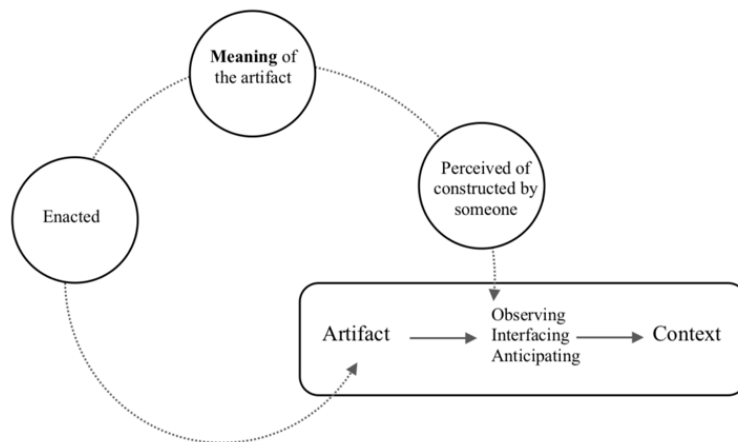 Meaning of
the artifact
Perceived of
constructed by
someone
Enacted
Observing
Artifact
Interfacing
Context
Anticipating